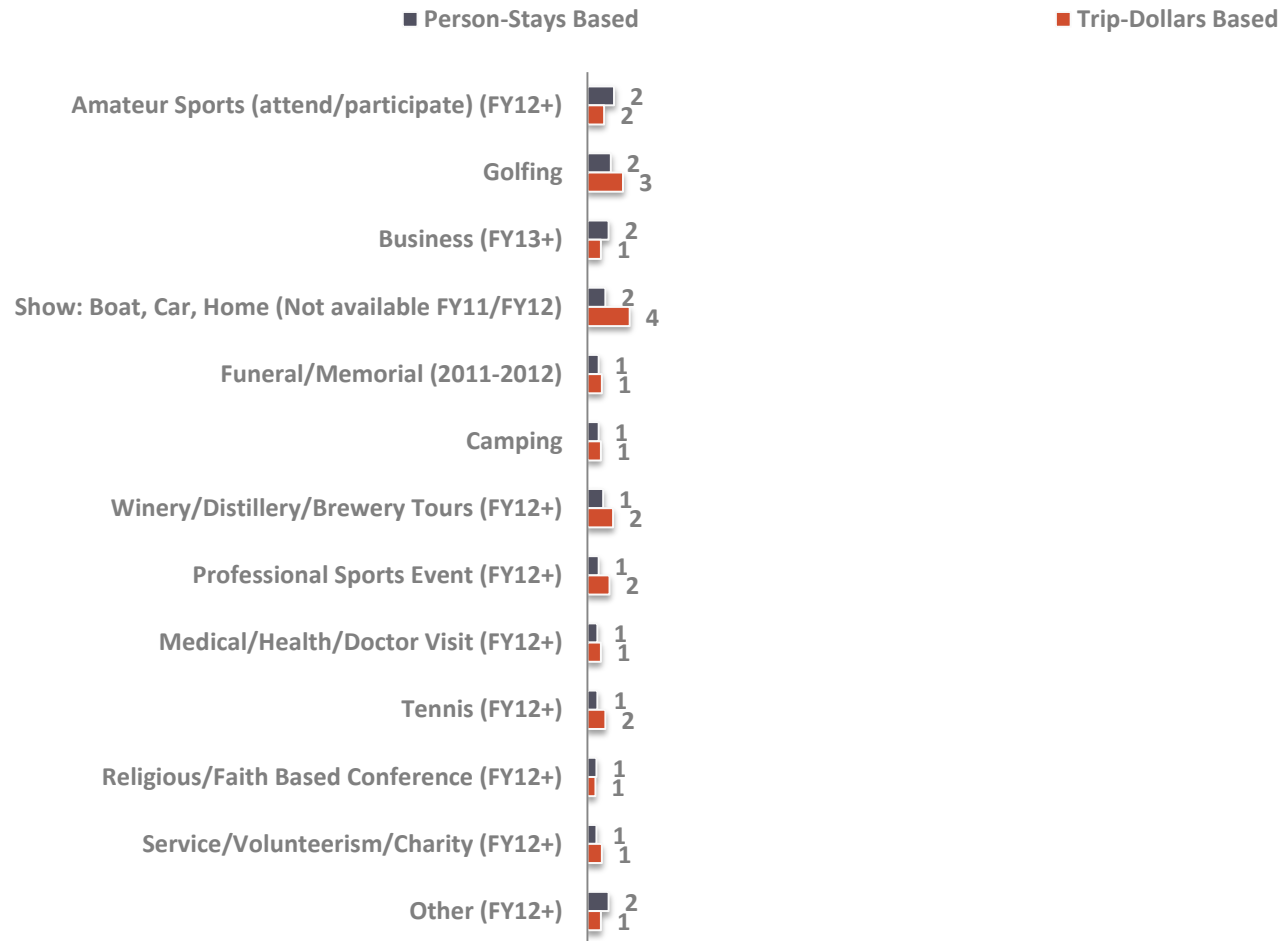 Person-Stays Based
Trip-Dollars Based
Amateur Sports (attend/participate) (FY12+)
2
2
Golfing
2
3
Business (FY13+)
2
1
Show: Boat, Car, Home (Not available FY11/FY12)
2
4
Funeral/Memorial (2011-2012)
1
1
Camping
1
1
Winery/Distillery/Brewery Tours (FY12+)
1
2
Professional Sports Event (FY12+)
1
2
Medical/Health/Doctor Visit (FY12+)
1
1
Tennis (FY12+)
1
2
Religious/Faith Based Conference (FY12+)
1
1
Service/Volunteerism/Charity (FY12+)
1
1
Other (FY12+)
2
1